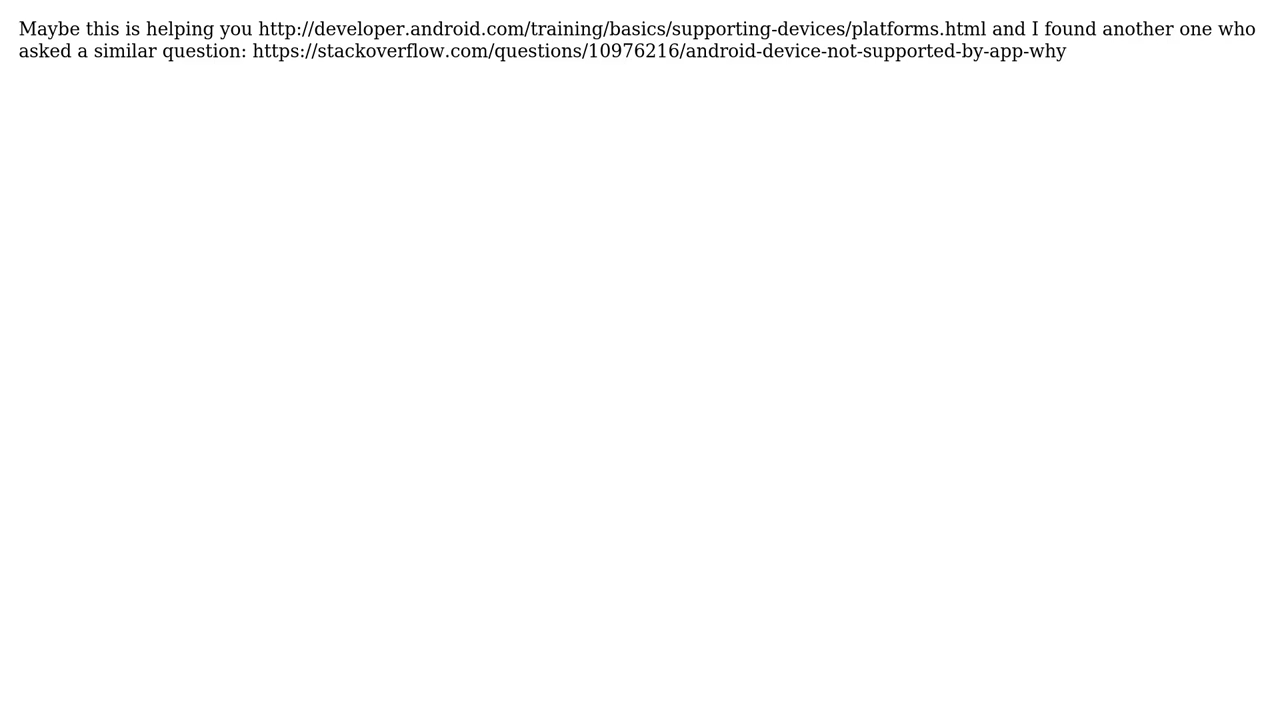 Maybe this is helping you http://developer.android.com/training/basics/supporting-devices/platforms.html and I found another one who
asked a similar question: https://stackoverflow.com/questions/10976216/android-device-not-supported-by-app-why